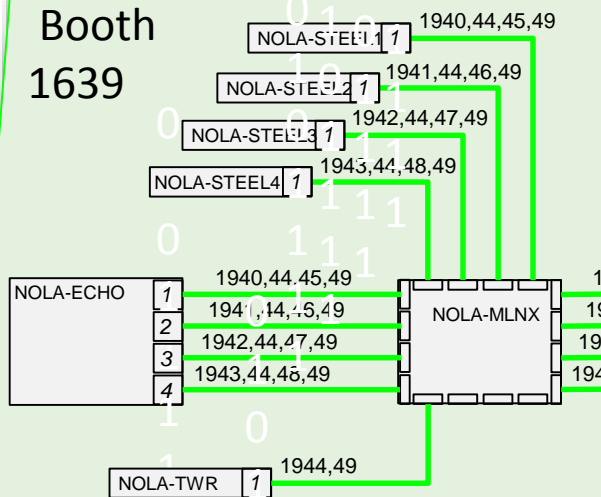 Booth
1639
NOLA-STEEL1 1
1940,44,45,49
NOLA-STEEL2 1
1941,44,46,49
NOLA-STEEL3 1
1942,44,47,49
NOLA-STEEL4 1
1943,44,48,49
NOLA-ECHO
1
1940,44,45,49
2
1941,44,46,49
3
1942,44,47,49
4
1943,44,48,49
NOLA-MLNX
NOLA-TWR 1
1944,49